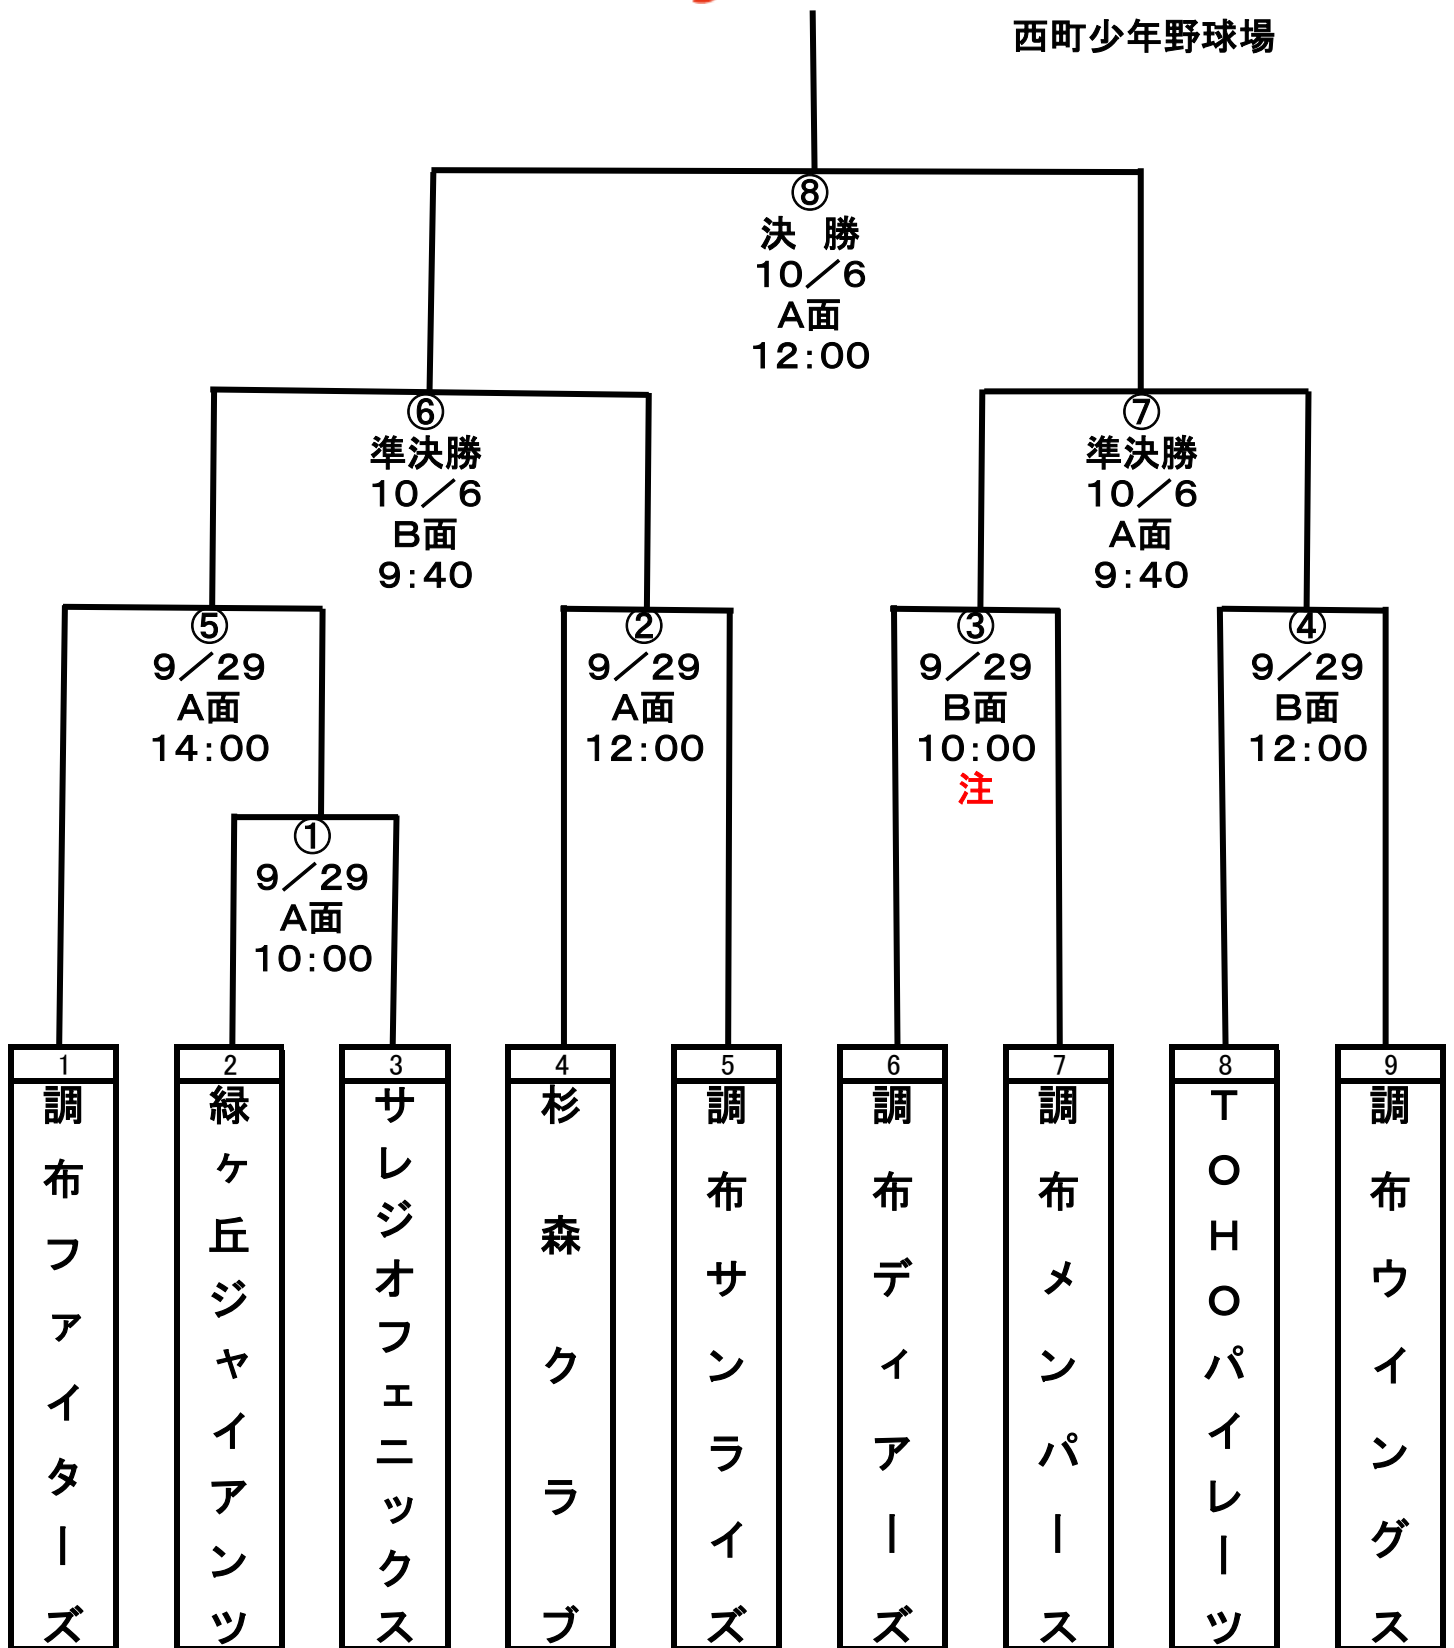 西町少年野球場
⑧
決　勝
１０／６
Ａ面
１２：００
⑥
準決勝
１０／６
Ｂ面
９：４０
⑦
準決勝
１０／６
Ａ面
９：４０
⑤
９／２９
Ａ面
１４：００
②
９／２９
Ａ面
１２：００
③
９／２９
Ｂ面
１０：００
注
④
９／２９
Ｂ面
１２：００
①
９／２９
Ａ面
１０：００
1
調布ファイターズ
2
緑ヶ丘ジャイアンツ
3
サレジオフェニックス
4
杉森クラブ
5
調布サンライズ
6
調布ディアーズ
7
調布メンパース
8
ＴＯＨＯパイレーツ
9
調布ウイングス